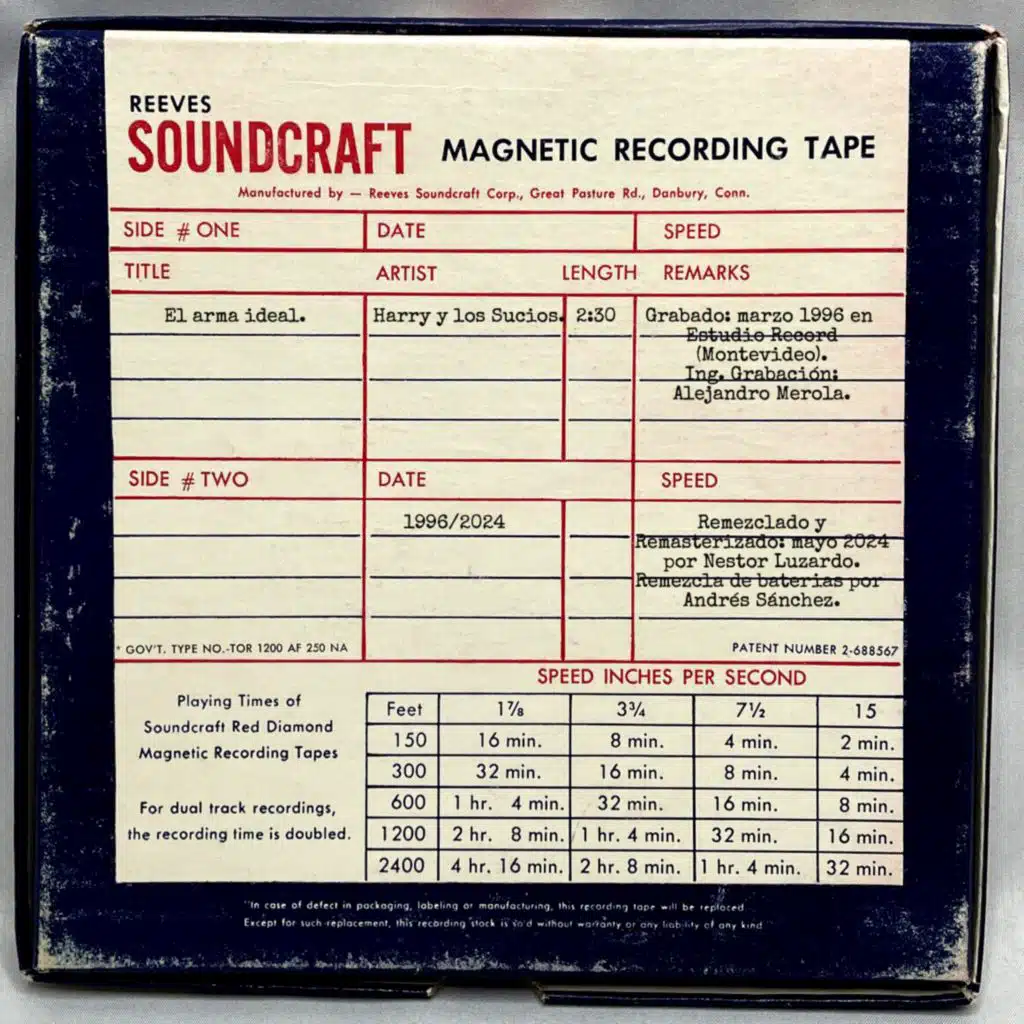 REEVES
SOUNDCRAFT MAGNETIC RECORDING TAPE
Manufactured by — Reeves Soundcraft Corp., Great Pasture Rd., Danbury, Conn.
SIDE # ONE DATE SPEED
TITLE ARTIST LENGTH REMARKS
El arma ideal. Harry y los Sucios. 2:30 Grabado: marzo 1996 en
Estudio Record
(Montevideo).
Ing. Grabación:
Alejandro Merola.
SIDE # TWO DATE SPEED
1996/2024 Remezclado y
Remasterizado: mayo 2024
por Nestor Luzardo.
Remezcla de baterias por
Andrés Sánchez.
* GOV'T. TYPE NO.-TOR 1200 AF 250 NA PATENT NUMBER 2-688567
SPEED INCHES PER SECOND
Playing Times of
Soundcraft Red Diamond
Magnetic Recording Tapes
For dual track recordings,
the recording time is doubled.
Feet 1⅞ 3¾ 7½ 15
150 16 min. 8 min. 4 min. 2 min.
300 32 min. 16 min. 8 min. 4 min.
600 1 hr. 4 min. 32 min. 16 min. 8 min.
1200 2 hr. 8 min. 1 hr. 4 min. 32 min. 16 min.
2400 4 hr. 16 min. 2 hr. 8 min. 1 hr. 4 min. 32 min.
"In case of defect in packaging, labeling or manufacturing, this recording tape will be replaced
Except for such replacement, this recording stock is sold without warranty or any liability of any kind